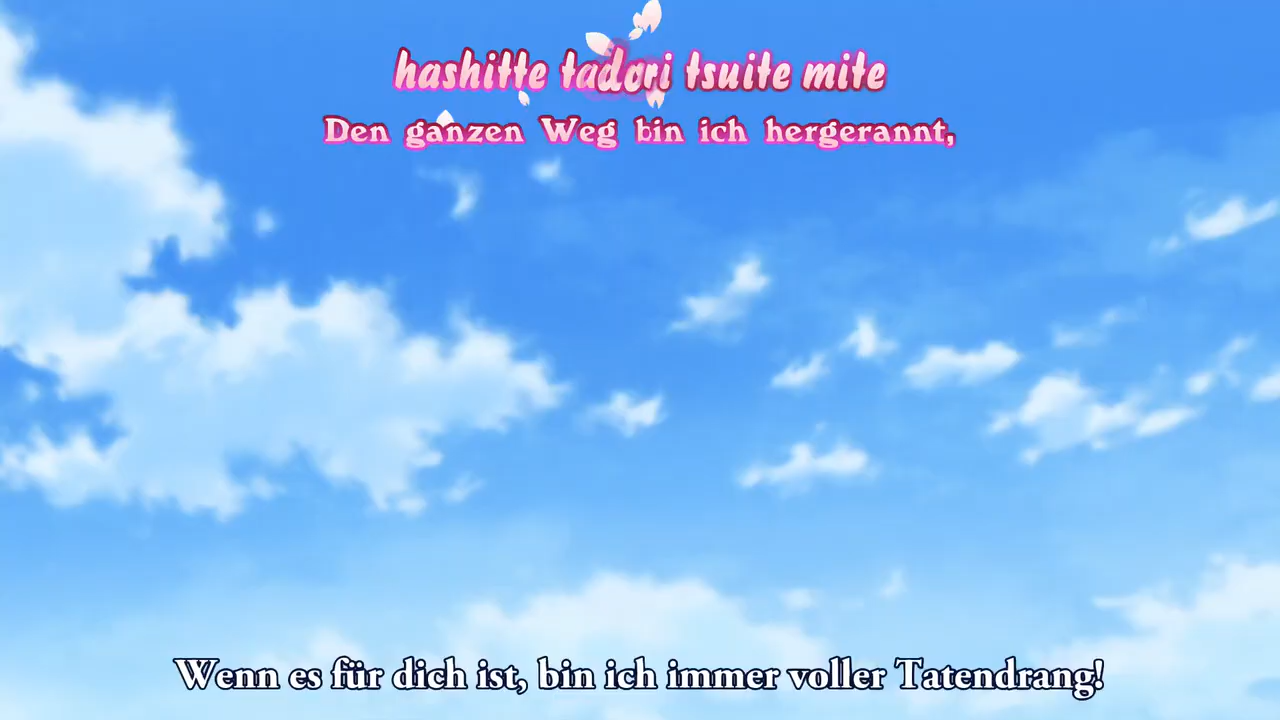 hashitte tadori tsuite mite
Den ganzen Weg bin ich hergerannt,
Wenn es für dich ist, bin ich immer voller Tatendrang!